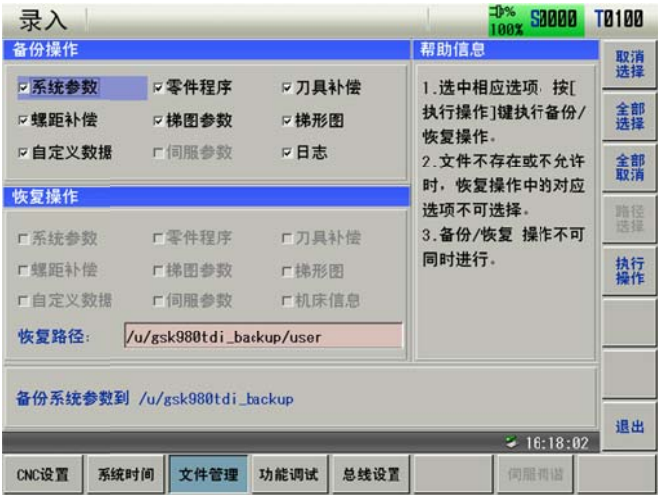 录入
100% S0000 T0100
备份操作
系统参数 零件程序 刀具补偿
螺距补偿 梯图参数 梯形图
自定义数据 伺服参数 日志
恢复操作
系统参数 零件程序 刀具补偿
螺距补偿 梯图参数 梯形图
自定义数据 伺服参数 机床信息
恢复路径: /u/gsk980tdi_backup/user
帮助信息
1.选中相应选项,按[
执行操作]键执行备份/
恢复操作。
2.文件不存在或不允许
时,恢复操作中的对应
选项不可选择。
3.备份/恢复 操作不可
同时进行。
备份系统参数到 /u/gsk980tdi_backup
16:18:02
取消
选择
全部
选择
全部
取消
路径
选择
执行
操作
退出
CNC设置 系统时间 文件管理 功能调试 总线设置